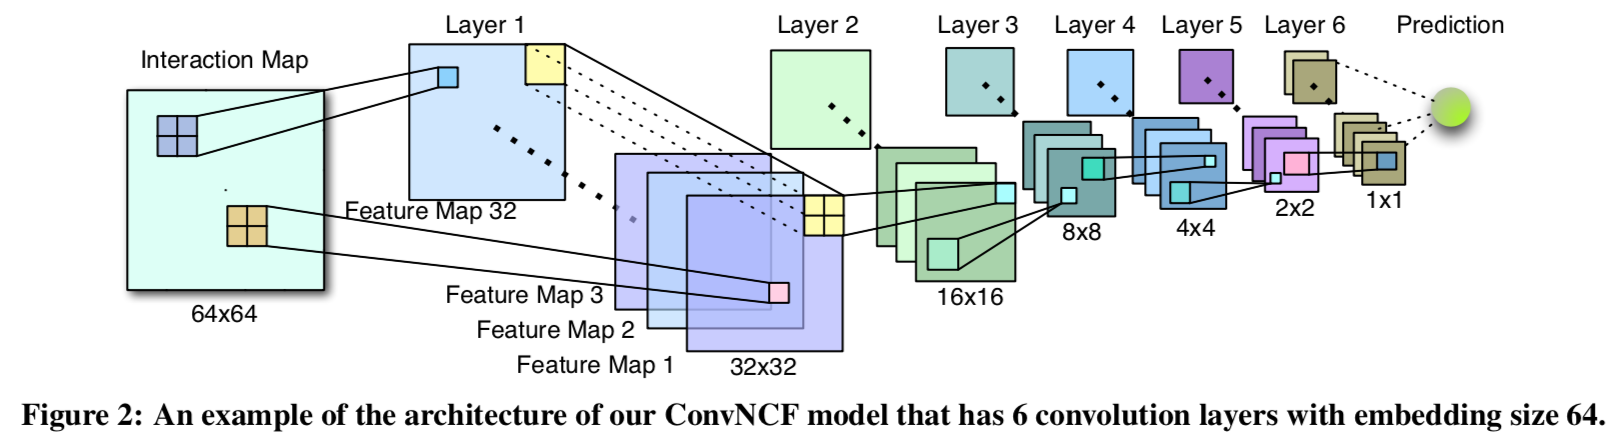 Interaction Map
64x64
Layer 1
Feature Map 32
Feature Map 3
Feature Map 2
Feature Map 1
32x32
Layer 2
16x16
Layer 3
8x8
Layer 4
4x4
Layer 5
2x2
Layer 6
1x1
Prediction
Figure 2: An example of the architecture of our ConvNCF model that has 6 convolution layers with embedding size 64.